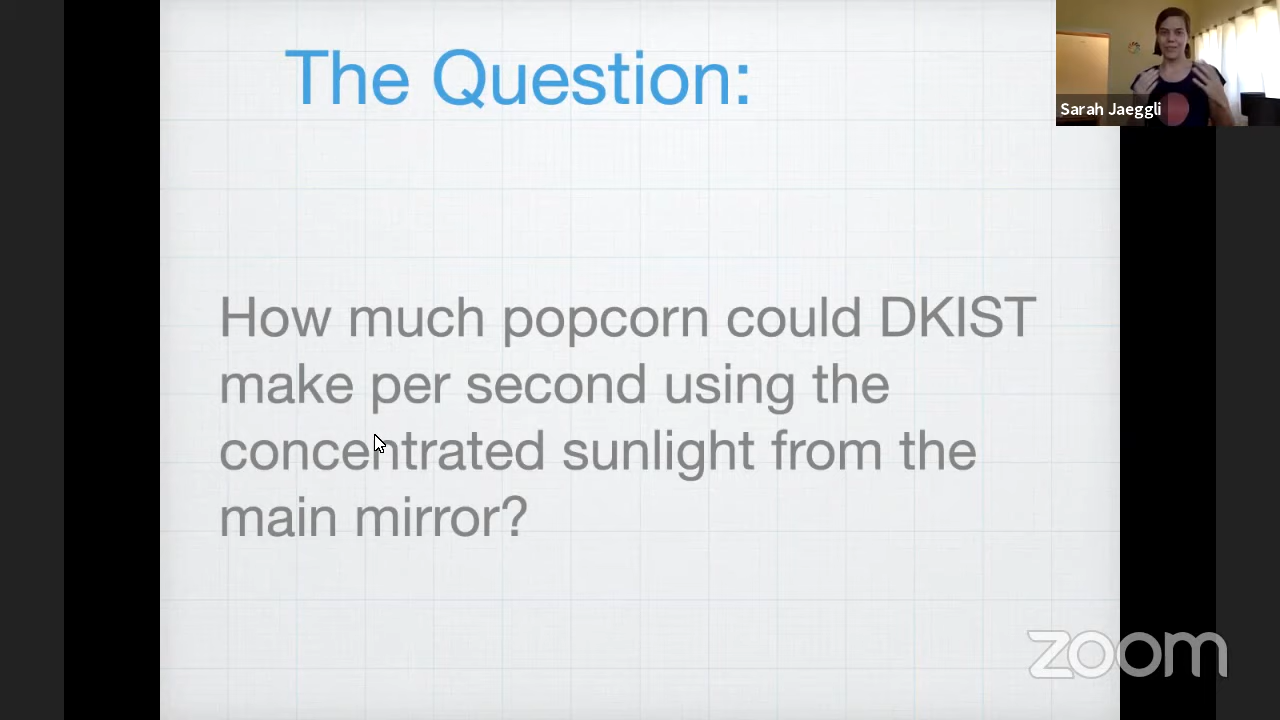 The Question:
Sarah Jaeggli
How much popcorn could DKIST
make per second using the
concentrated sunlight from the
main mirror?
zoom